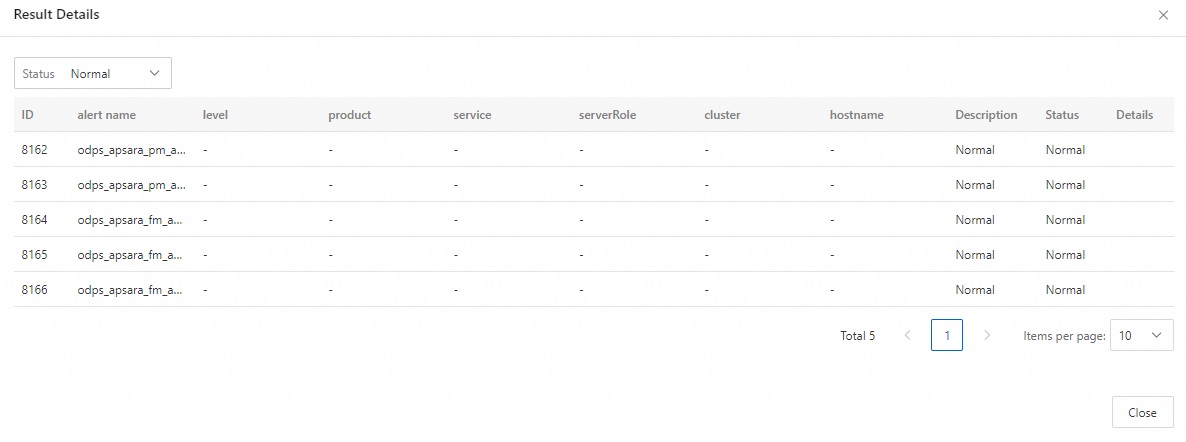 Result Details
Status Normal
ID alert name level product service serverRole cluster hostname Description Status Details
8162 odps_apsara_pm_a... - - - - - - Normal Normal
8163 odps_apsara_pm_a... - - - - - - Normal Normal
8164 odps_apsara_fm_a... - - - - - - Normal Normal
8165 odps_apsara_fm_a... - - - - - - Normal Normal
8166 odps_apsara_fm_a... - - - - - - Normal Normal
Total 5 < 1 > Items per page: 10
Close